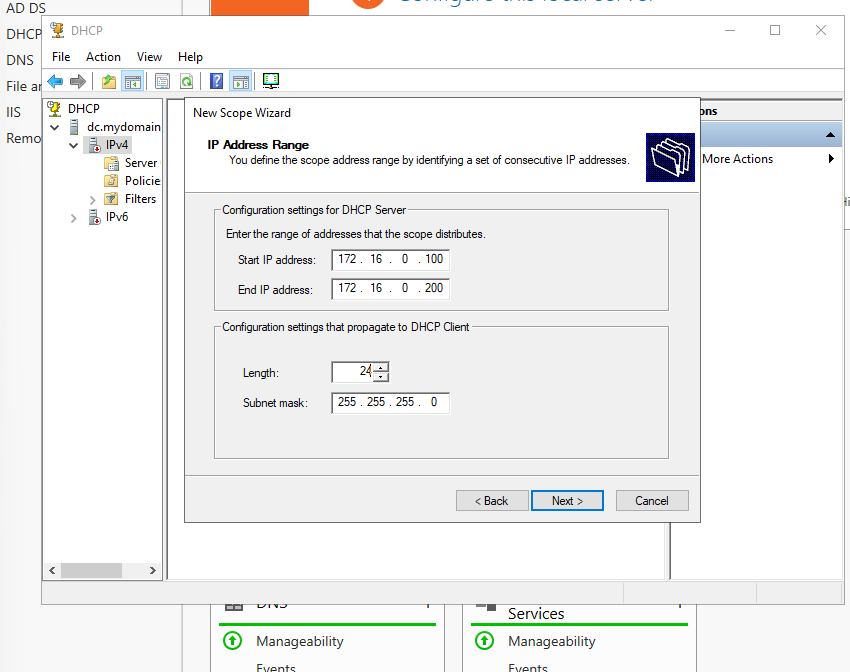 AD DS
Configure this local server
DHCP
DHCP
DNS
File
Action
View
Help
IIS
DHCP
dc.mydomain
IPv4
Server
Policie
Filters
IPv6
New Scope Wizard
IP Address Range
You define the scope address range by identifying a set of consecutive IP addresses.
Configuration settings for DHCP Server
Enter the range of addresses that the scope distributes.
Start IP address: 172 . 16 . 0 . 100
End IP address: 172 . 16 . 0 . 200
Configuration settings that propagate to DHCP Client
Length: 24
Subnet mask: 255 . 255 . 255 . 0
< Back
Next >
Cancel
ons
More Actions
DNS
Services
Manageability
Manageability
Events
Events